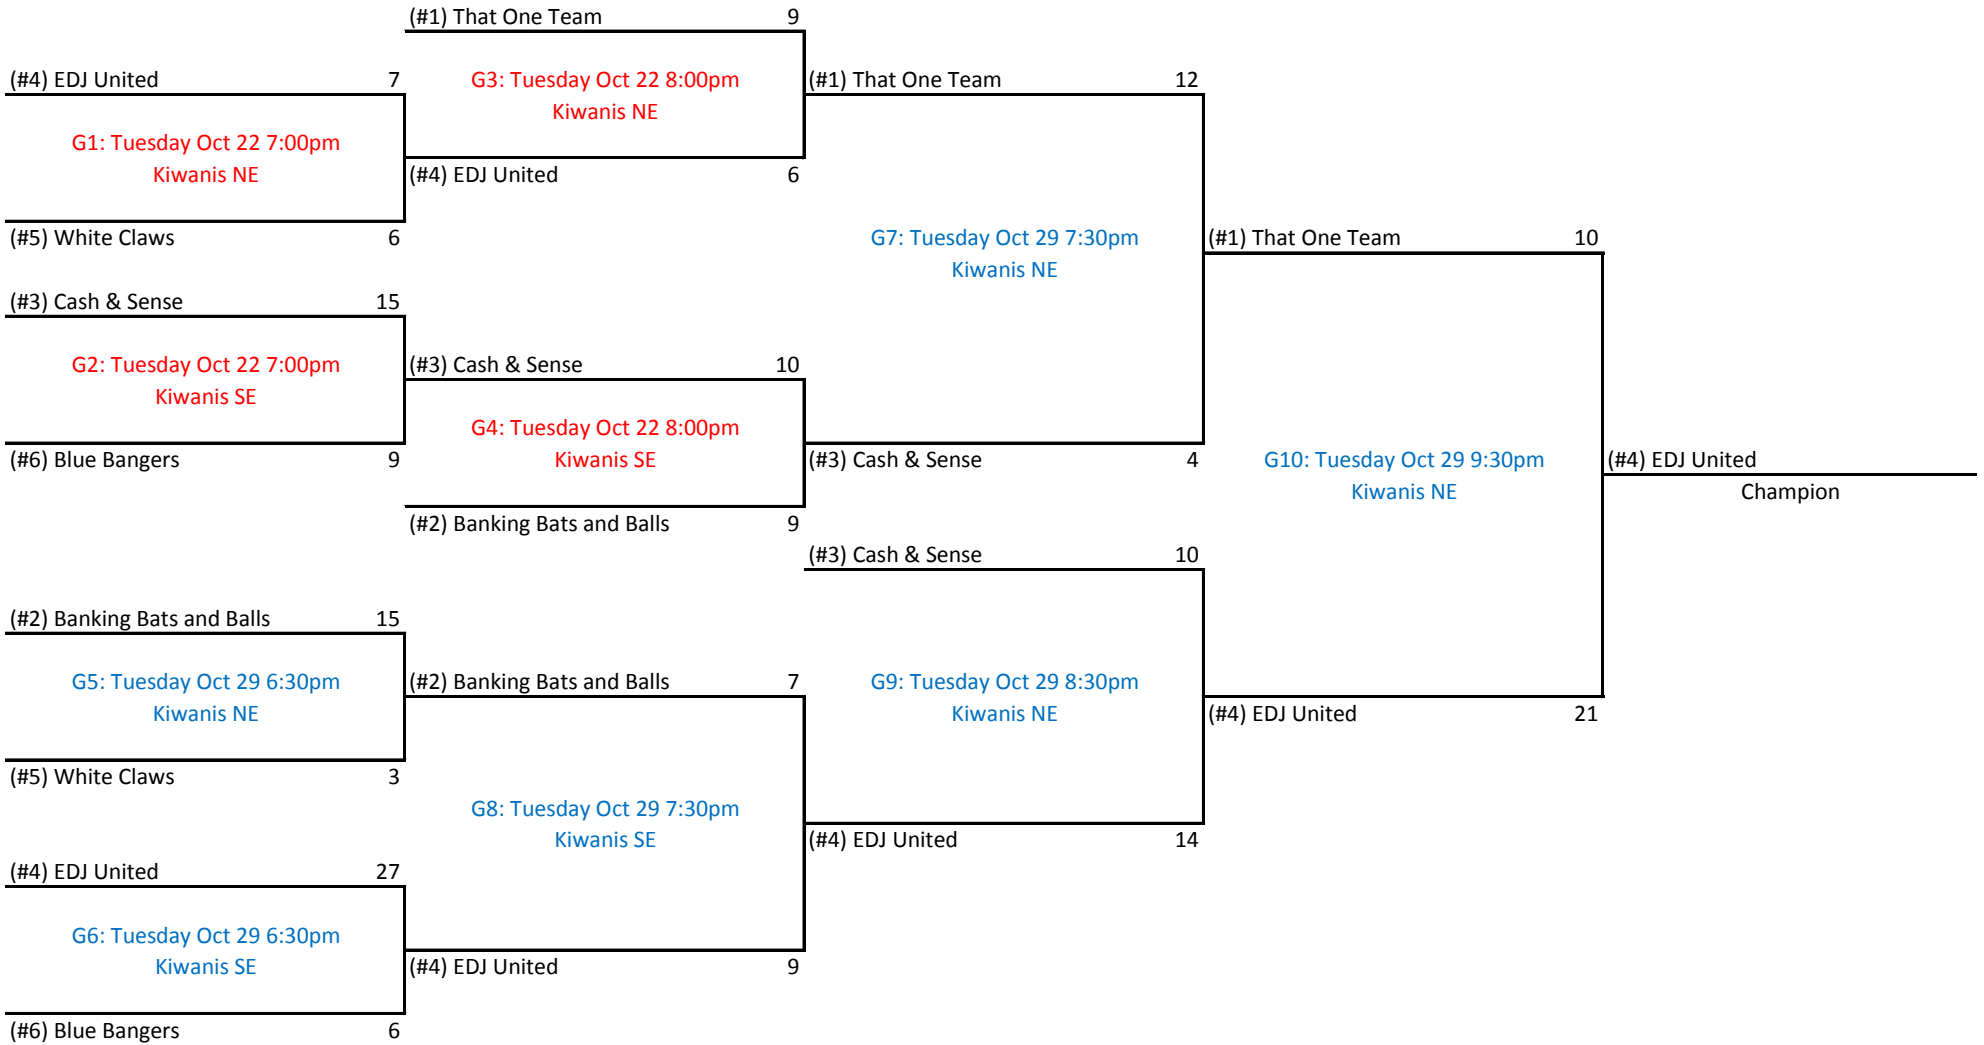 (#1) That One Team 9
(#4) EDJ United 7
G3: Tuesday Oct 22 8:00pm
Kiwanis NE
(#1) That One Team 12
G1: Tuesday Oct 22 7:00pm
Kiwanis NE
(#4) EDJ United 6
(#5) White Claws 6
G7: Tuesday Oct 29 7:30pm
Kiwanis NE
(#1) That One Team 10
(#3) Cash & Sense 15
G2: Tuesday Oct 22 7:00pm
Kiwanis SE
(#3) Cash & Sense 10
(#6) Blue Bangers 9
G4: Tuesday Oct 22 8:00pm
Kiwanis SE
(#3) Cash & Sense 4
G10: Tuesday Oct 29 9:30pm
Kiwanis NE
(#4) EDJ United
Champion
(#2) Banking Bats and Balls 9
(#3) Cash & Sense 10
(#2) Banking Bats and Balls 15
G5: Tuesday Oct 29 6:30pm
Kiwanis NE
(#2) Banking Bats and Balls 7
G9: Tuesday Oct 29 8:30pm
Kiwanis NE
(#4) EDJ United 21
(#5) White Claws 3
G8: Tuesday Oct 29 7:30pm
Kiwanis SE
(#4) EDJ United 14
(#4) EDJ United 27
G6: Tuesday Oct 29 6:30pm
Kiwanis SE
(#4) EDJ United 9
(#6) Blue Bangers 6